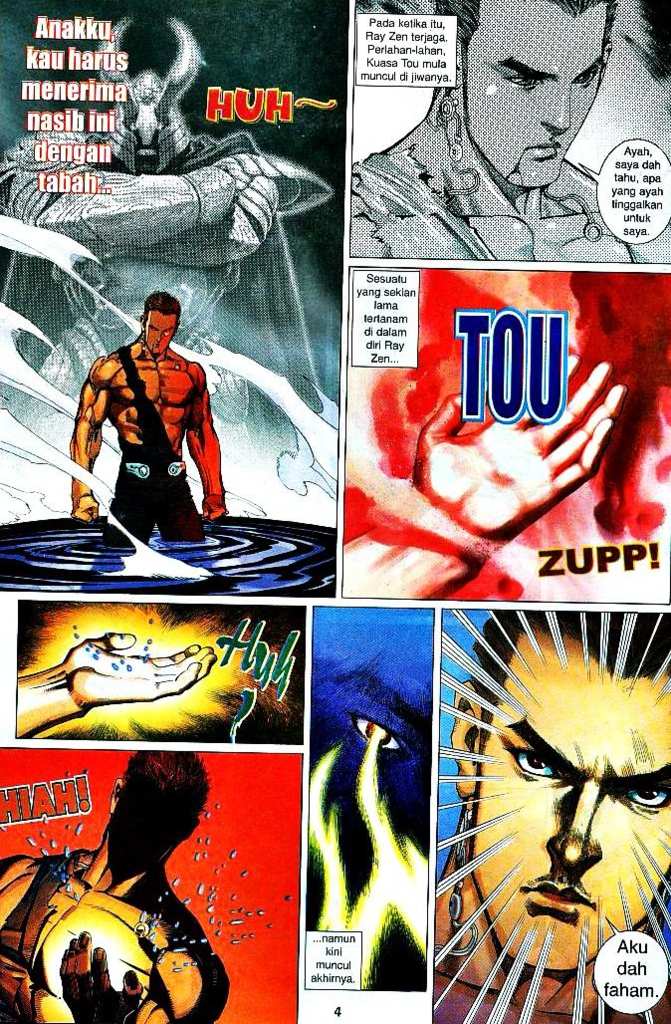 Anakku,
kau harus
menerima
nasib ini
dengan
tabah...
HUH~
Pada ketika itu,
Ray Zen terjaga.
Perlahan-lahan,
Kuasa Tou mula
muncul di jiwanya.
Ayah,
saya dah
tahu, apa
yang ayah
tinggalkan
untuk
saya.
Sesuatu
yang sekian
lama
tertanam
di dalam
diri Ray
Zen...
TOU
ZUPP!
Huh
?
HIAH!
...namun
kini
muncul
akhirnya.
Aku
dah
faham.
4